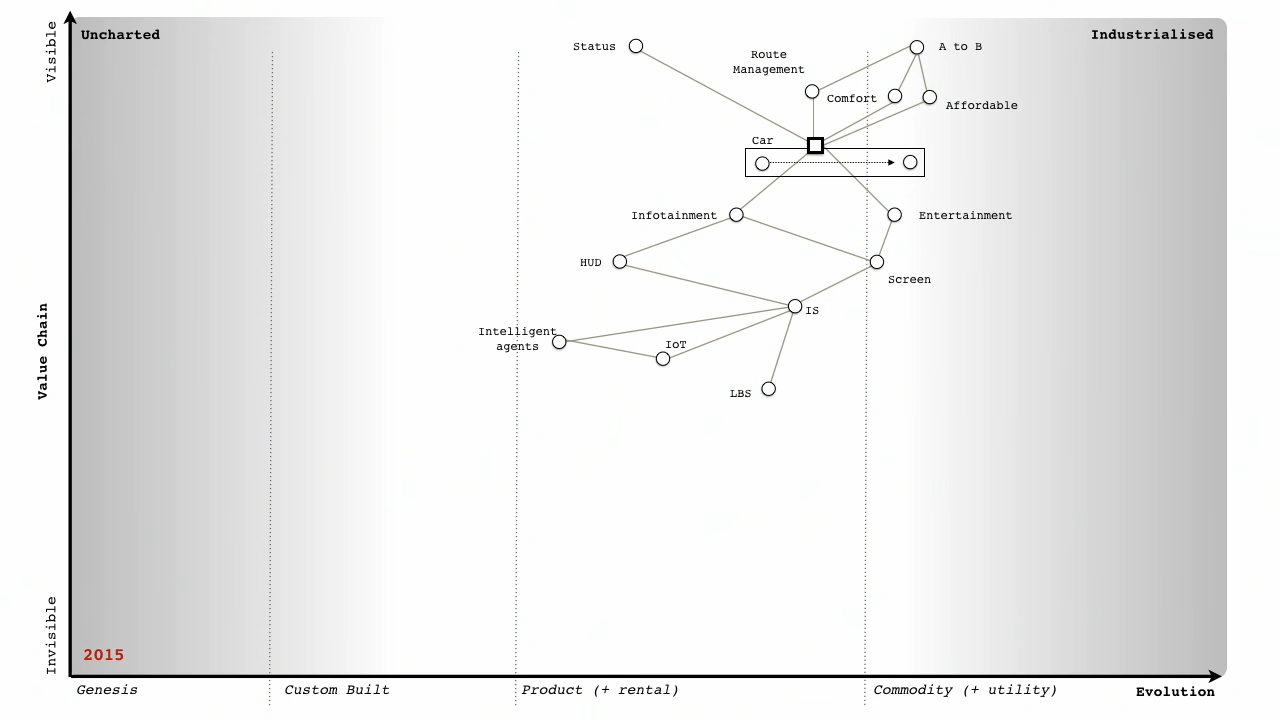 Visible
Uncharted
Industrialised
Status
A to B
Route
Management
Comfort
Affordable
Car
Infotainment
Entertainment
HUD
Screen
IS
Intelligent
agents
IoT
LBS
Value Chain
Invisible
2015
Genesis
Custom Built
Product (+ rental)
Commodity (+ utility)
Evolution